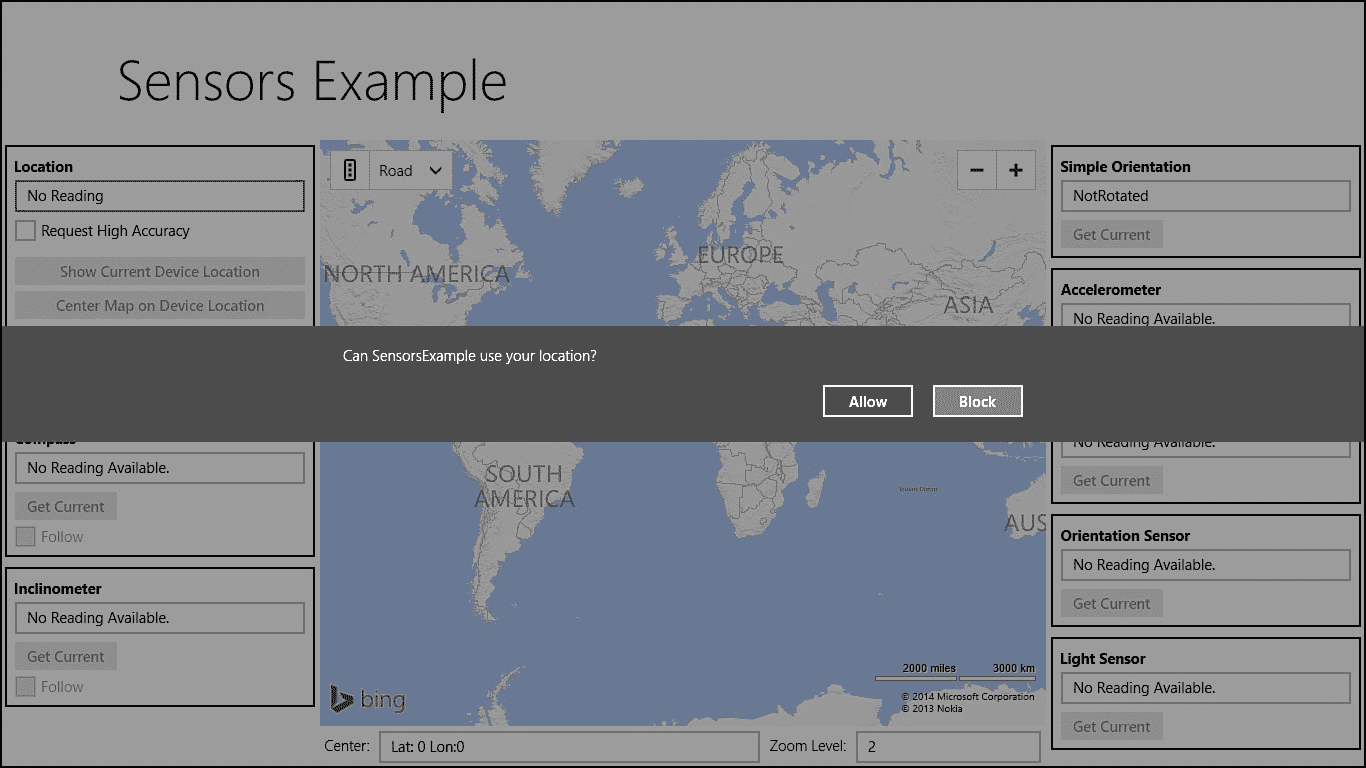 Sensors Example
Location
No Reading
Request High Accuracy
Show Current Device Location
Center Map on Device Location
Road
NORTH AMERICA
EUROPE
ASIA
Simple Orientation
NotRotated
Get Current
Accelerometer
No Reading Available.
Can SensorsExample use your location?
Allow
Block
Compass
No Reading Available.
Get Current
Follow
Inclinometer
No Reading Available.
Get Current
Follow
SOUTH
AMERICA
Indian Ocean
AUS
2000 miles
3000 km
bing
© 2014 Microsoft Corporation
© 2013 Nokia
Center:
Lat: 0 Lon:0
Zoom Level:
2
No Reading Available.
Get Current
Orientation Sensor
No Reading Available.
Get Current
Light Sensor
No Reading Available.
Get Current